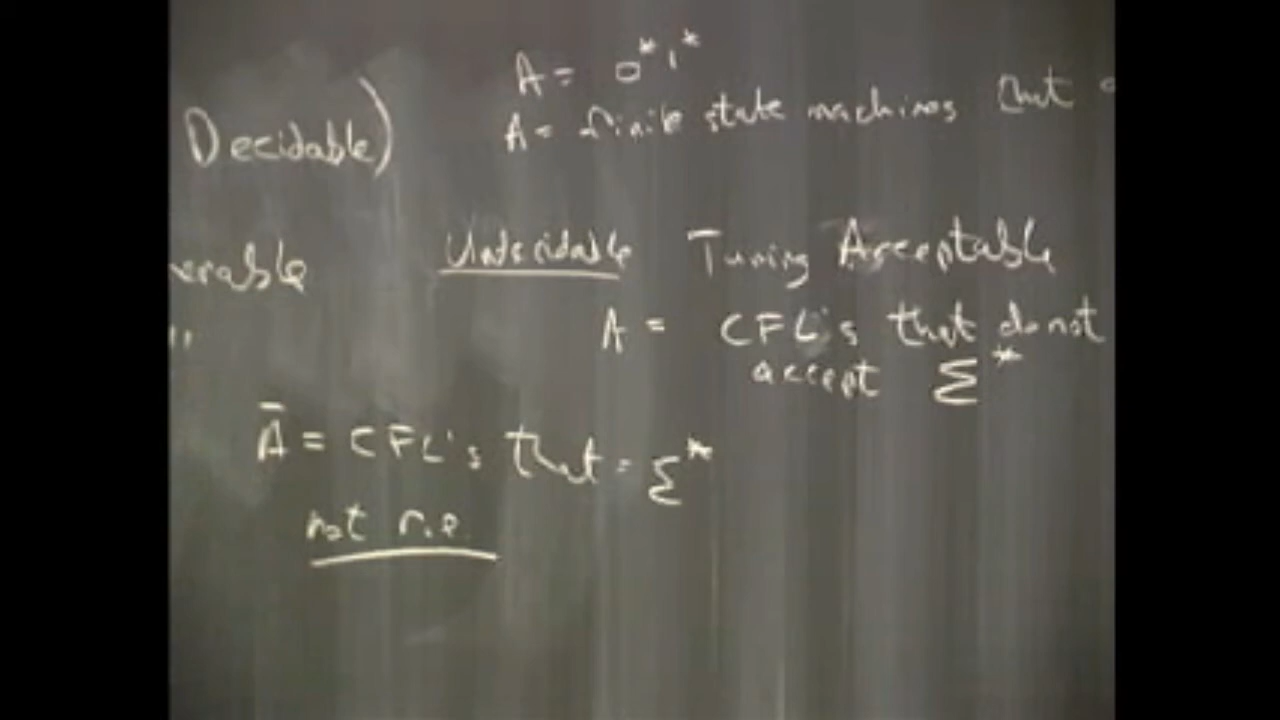 A = 0*1*
Decidable) A = finite state machines that
erable Undecidable Turing Acceptable
A = CFL's that do not
accept Σ*
Ā = CFL's that = Σ*
not r.e.